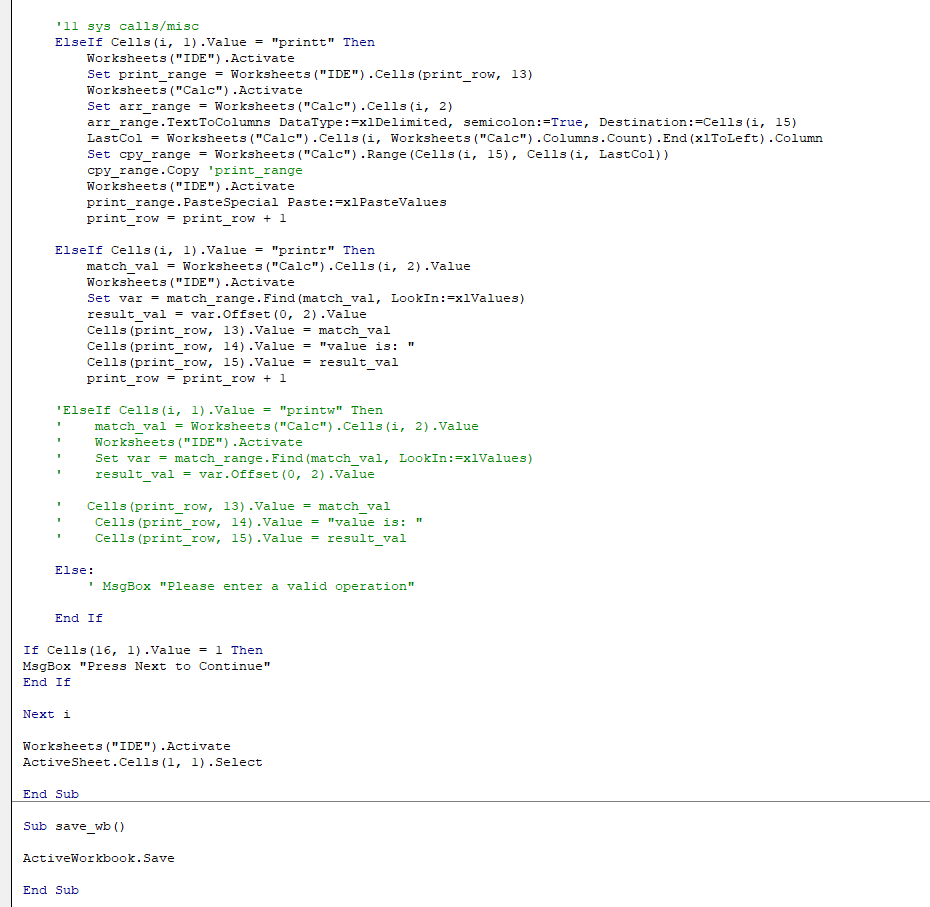 '11 sys calls/misc
ElseIf Cells(i, 1).Value = "printt" Then
Worksheets("IDE").Activate
Set print_range = Worksheets("IDE").Cells(print_row, 13)
Worksheets("Calc").Activate
Set arr_range = Worksheets("Calc").Cells(i, 2)
arr_range.TextToColumns DataType:=xlDelimited, semicolon:=True, Destination:=Cells(i, 15)
LastCol = Worksheets("Calc").Cells(i, Worksheets("Calc").Columns.Count).End(xlToLeft).Column
Set cpy_range = Worksheets("Calc").Range(Cells(i, 15), Cells(i, LastCol))
cpy_range.Copy 'print_range
Worksheets("IDE").Activate
print_range.PasteSpecial Paste:=xlPasteValues
print_row = print_row + 1
ElseIf Cells(i, 1).Value = "printr" Then
match_val = Worksheets("Calc").Cells(i, 2).Value
Worksheets("IDE").Activate
Set var = match_range.Find(match_val, LookIn:=xlValues)
result_val = var.Offset(0, 2).Value
Cells(print_row, 13).Value = match_val
Cells(print_row, 14).Value = "value is: "
Cells(print_row, 15).Value = result_val
print_row = print_row + 1
'ElseIf Cells(i, 1).Value = "printw" Then
'    match_val = Worksheets("Calc").Cells(i, 2).Value
'    Worksheets("IDE").Activate
'    Set var = match_range.Find(match_val, LookIn:=xlValues)
'    result_val = var.Offset(0, 2).Value
'   Cells(print_row, 13).Value = match_val
'    Cells(print_row, 14).Value = "value is: "
'    Cells(print_row, 15).Value = result_val
Else:
' MsgBox "Please enter a valid operation"
End If
If Cells(16, 1).Value = 1 Then
MsgBox "Press Next to Continue"
End If
Next i
Worksheets("IDE").Activate
ActiveSheet.Cells(1, 1).Select
End Sub
Sub save_wb()
ActiveWorkbook.Save
End Sub